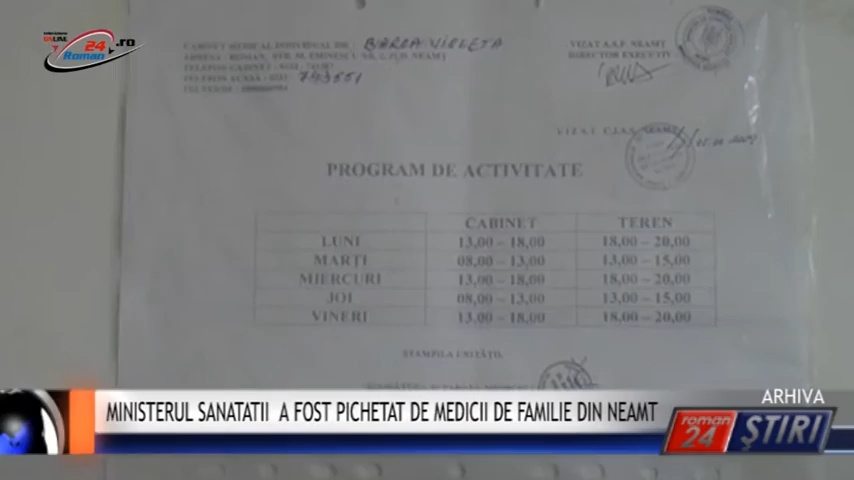 24.ro
Roman
CABINET MEDICAL INDIVIDUAL DR.
VIZAT A.S.P. NEAMT
DIRECTOR EXECUTIV
743551
VIZAT CJAS NEAMT
PROGRAM DE ACTIVITATE
CABINET TEREN
LUNI 13,00 – 18,00 18,00 – 20,00
MARȚI 08,00 – 13,00 13,00 – 15,00
MIERCURI 13,00 – 18,00 18,00 – 20,00
JOI 08,00 – 13,00 13,00 – 15,00
VINERI 13,00 – 18,00 18,00 – 20,00
ȘTAMPILA UNITĂȚII,
ARHIVA
MINISTERUL SANATATII A FOST PICHETAT DE MEDICII DE FAMILIE DIN NEAMT
roman
24 ȘTIRI